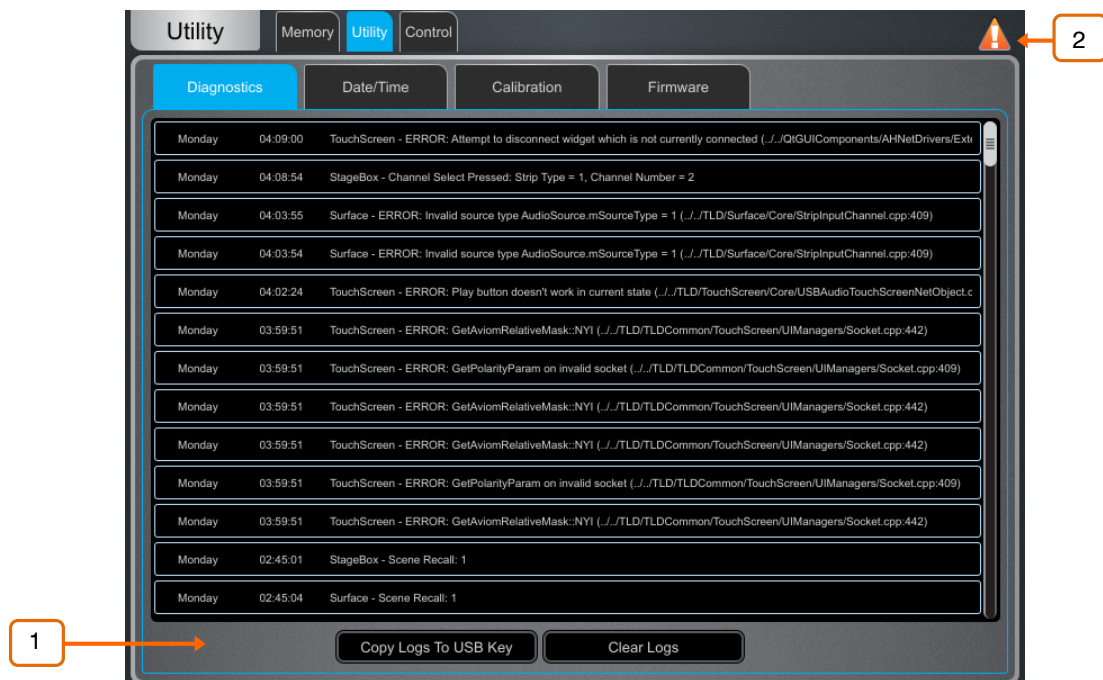 Utility Memory Utility Control
2
Diagnostics Date/Time Calibration Firmware
Monday 04:09:00 TouchScreen - ERROR: Attempt to disconnect widget which is not currently connected (../../QtGUIComponents/AHNetDrivers/Exte
Monday 04:08:54 StageBox - Channel Select Pressed: Strip Type = 1, Channel Number = 2
Monday 04:03:55 Surface - ERROR: Invalid source type AudioSource.mSourceType = 1 (../../TLD/Surface/Core/StripInputChannel.cpp:409)
Monday 04:03:54 Surface - ERROR: Invalid source type AudioSource.mSourceType = 1 (../../TLD/Surface/Core/StripInputChannel.cpp:409)
Monday 04:02:24 TouchScreen - ERROR: Play button doesn't work in current state (../../TLD/TouchScreen/Core/USBAudioTouchScreenNetObject.c
Monday 03:59:51 TouchScreen - ERROR: GetAviomRelativeMask::NYI (../../TLD/TLDCommon/TouchScreen/UIManagers/Socket.cpp:442)
Monday 03:59:51 TouchScreen - ERROR: GetPolarityParam on invalid socket (../../TLD/TLDCommon/TouchScreen/UIManagers/Socket.cpp:409)
Monday 03:59:51 TouchScreen - ERROR: GetAviomRelativeMask::NYI (../../TLD/TLDCommon/TouchScreen/UIManagers/Socket.cpp:442)
Monday 03:59:51 TouchScreen - ERROR: GetAviomRelativeMask::NYI (../../TLD/TLDCommon/TouchScreen/UIManagers/Socket.cpp:442)
Monday 03:59:51 TouchScreen - ERROR: GetPolarityParam on invalid socket (../../TLD/TLDCommon/TouchScreen/UIManagers/Socket.cpp:409)
Monday 03:59:51 TouchScreen - ERROR: GetAviomRelativeMask::NYI (../../TLD/TLDCommon/TouchScreen/UIManagers/Socket.cpp:442)
Monday 02:45:01 StageBox - Scene Recall: 1
Monday 02:45:04 Surface - Scene Recall: 1
1
Copy Logs To USB Key Clear Logs